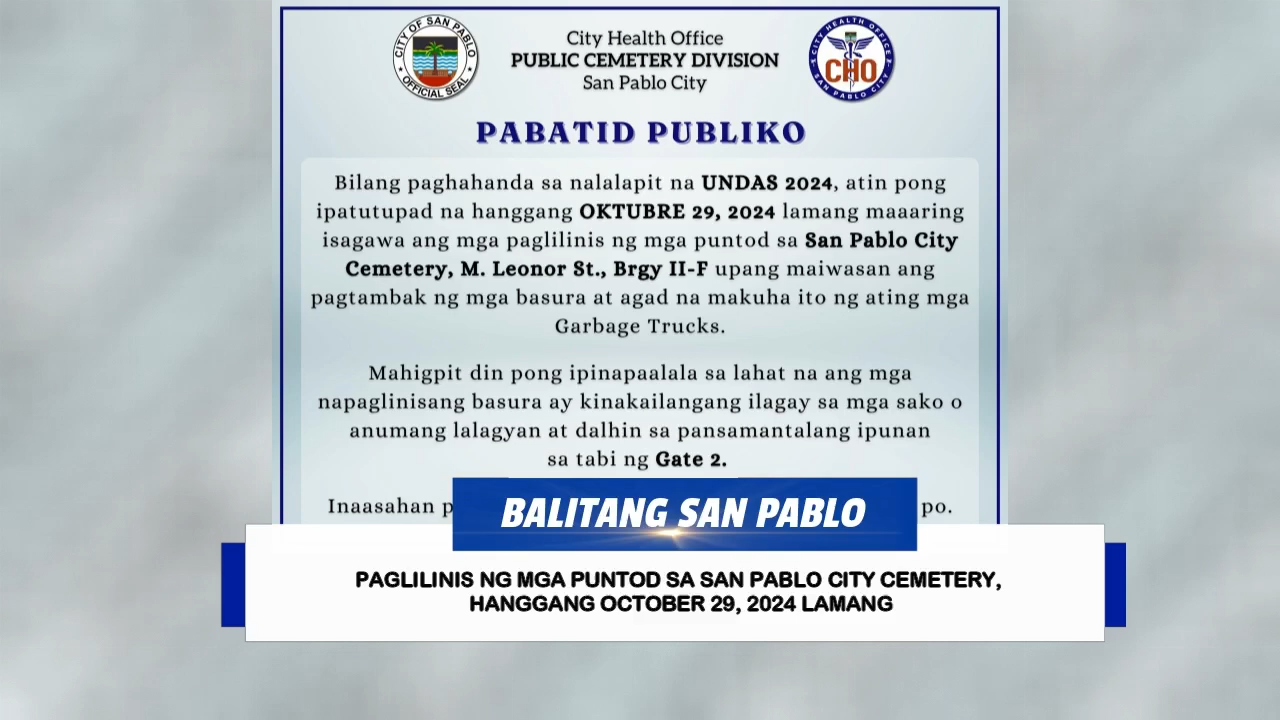 CITY OF SAN PABLO
OFFICIAL SEAL
City Health Office
PUBLIC CEMETERY DIVISION
San Pablo City
CITY HEALTH OFFICE
CHO
SAN PABLO CITY
PABATID PUBLIKO
Bilang paghahanda sa nalalapit na UNDAS 2024, atin pong
ipatutupad na hanggang OKTUBRE 29, 2024 lamang maaaring
isagawa ang mga paglilinis ng mga puntod sa San Pablo City
Cemetery, M. Leonor St., Brgy II-F upang maiwasan ang
pagtambak ng mga basura at agad na makuha ito ng ating mga
Garbage Trucks.
Mahigpit din pong ipinapaalala sa lahat na ang mga
napaglinisang basura ay kinakailangang ilagay sa mga sako o
anumang lalagyan at dalhin sa pansamantalang ipunan
sa tabi ng Gate 2.
Inaasahan po.
BALITANG SAN PABLO
PAGLILINIS NG MGA PUNTOD SA SAN PABLO CITY CEMETERY,
HANGGANG OCTOBER 29, 2024 LAMANG